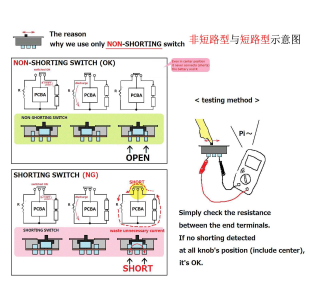 The reason
why we use only NON-SHORTING switch
非短路型与短路型示意图
NON-SHORTING SWITCH (OK)
PCBA
PCBA
PCBA
NON-SHORTING SWITCH
OPEN
< testing method >
Pi～
SHORTING SWITCH (NG)
SHORT
PCBA
PCBA
PCBA
SHORTING SWITCH
waste unnecessary current
SHORT
Simply check the resistance
between the end terminals.
If no shorting detected
at all knob's position (include center),
it's OK.